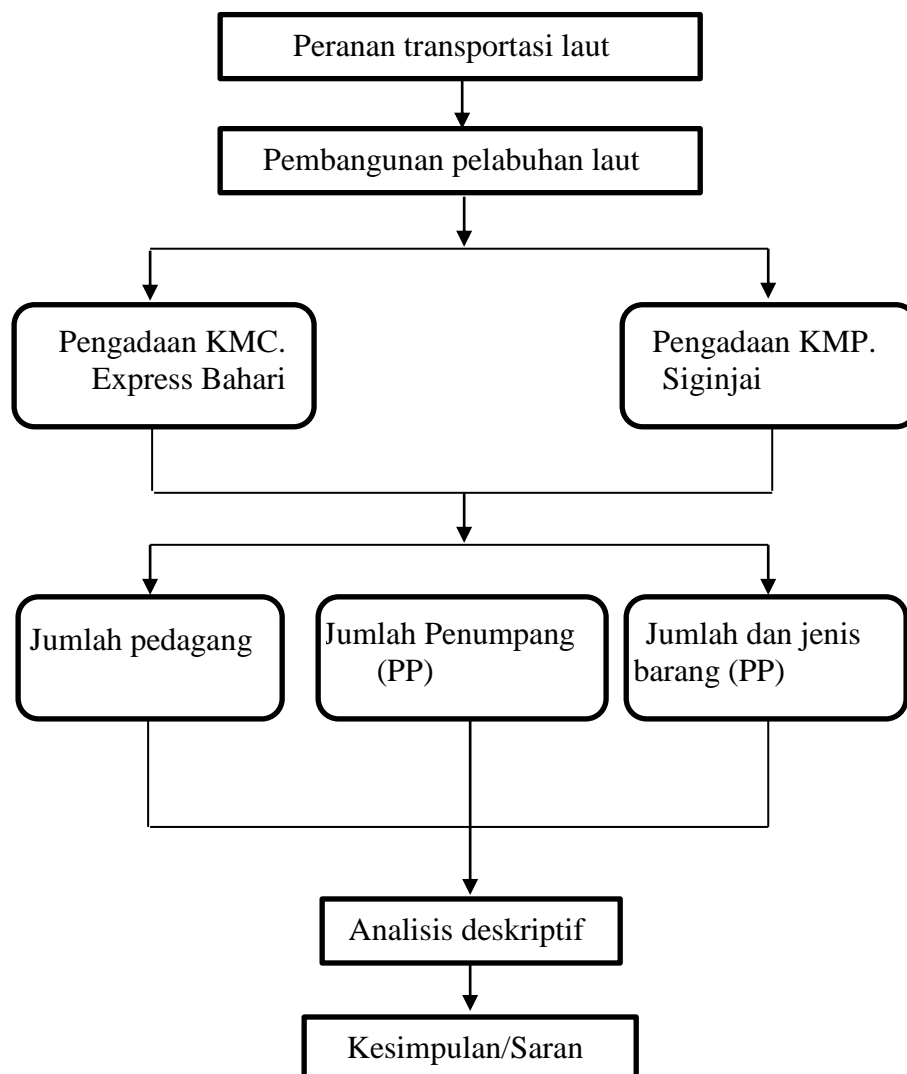 Peranan transportasi laut
Pembangunan pelabuhan laut
Pengadaan KMC.
Express Bahari
Pengadaan KMP.
Siginjai
Jumlah pedagang
Jumlah Penumpang
(PP)
Jumlah dan jenis
barang (PP)
Analisis deskriptif
Kesimpulan/Saran